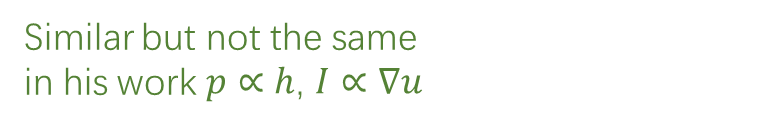 Similar but not the same
in his work p ∝ h, I ∝ ∇u